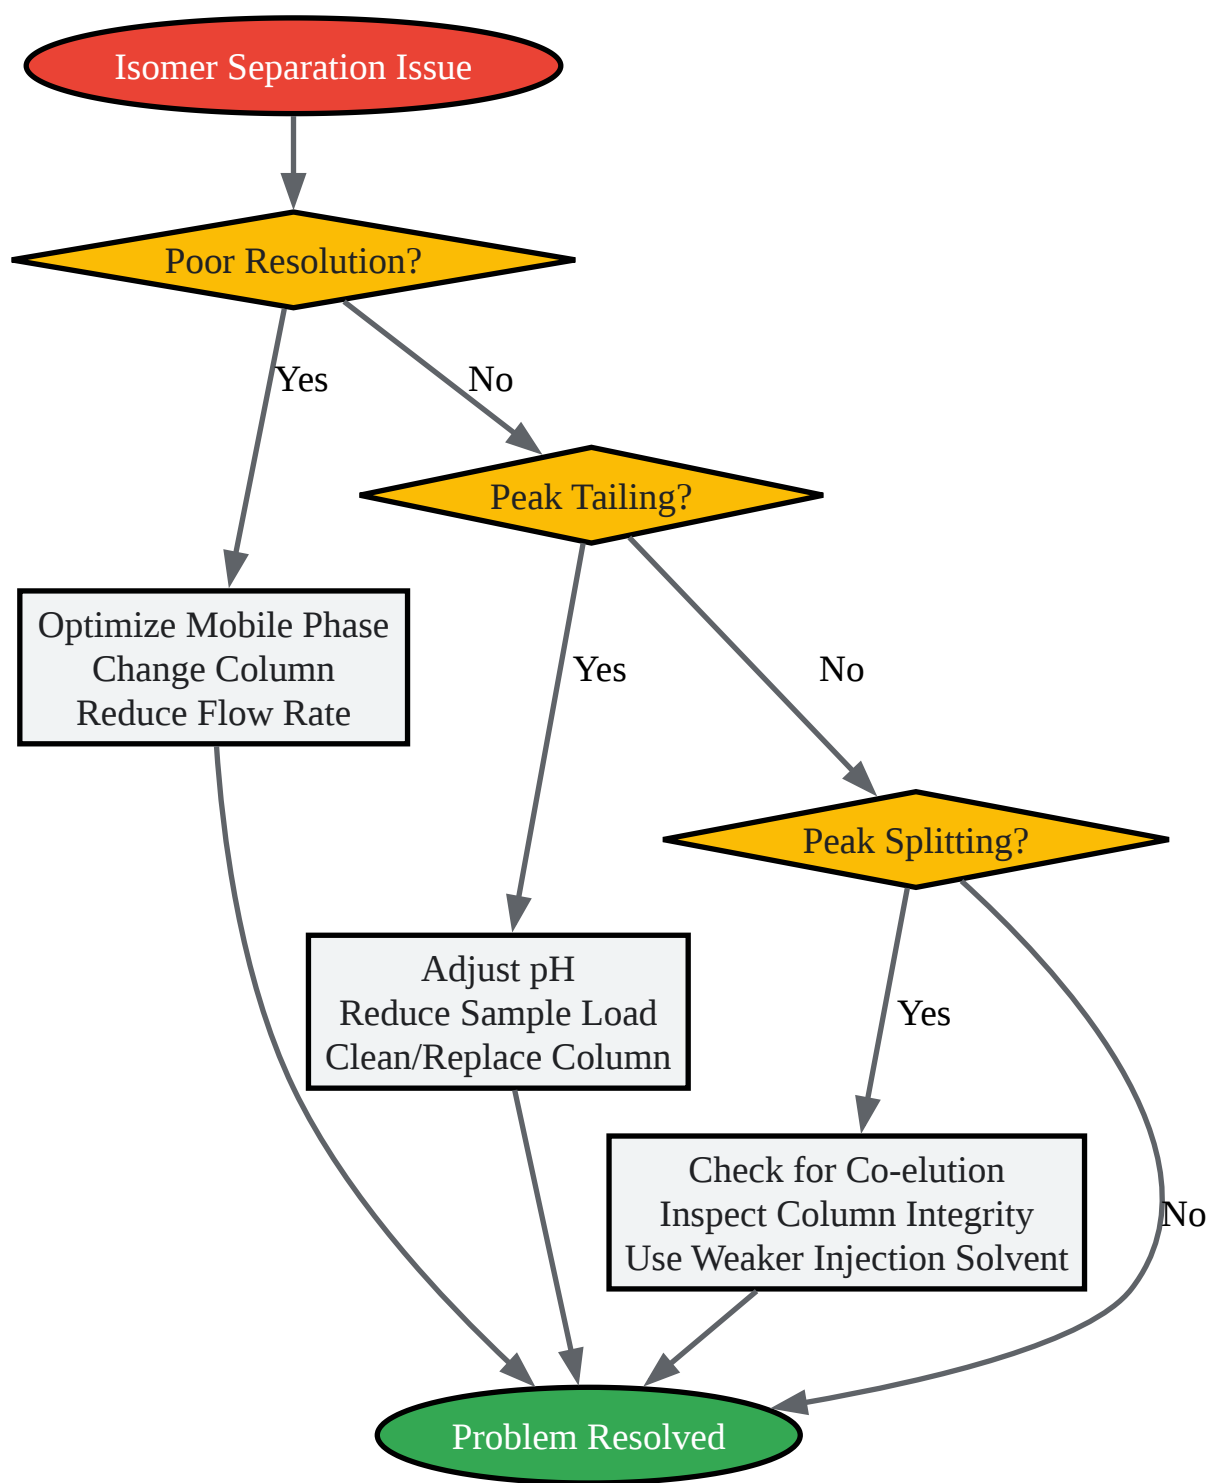 Isomer Separation Issue
Poor Resolution?
Yes
No
Peak Tailing?
Optimize Mobile Phase
Change Column
Reduce Flow Rate
Yes
No
Peak Splitting?
Adjust pH
Reduce Sample Load
Clean/Replace Column
Yes
No
Check for Co-elution
Inspect Column Integrity
Use Weaker Injection Solvent
Problem Resolved